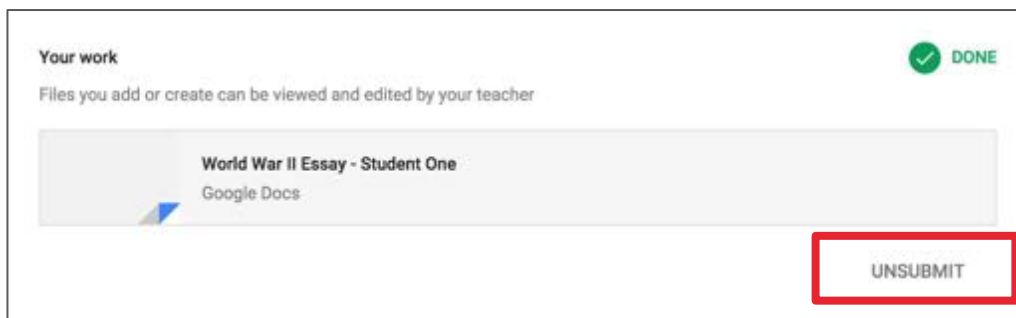 Your work
DONE
Files you add or create can be viewed and edited by your teacher
World War II Essay - Student One
Google Docs
UNSUBMIT